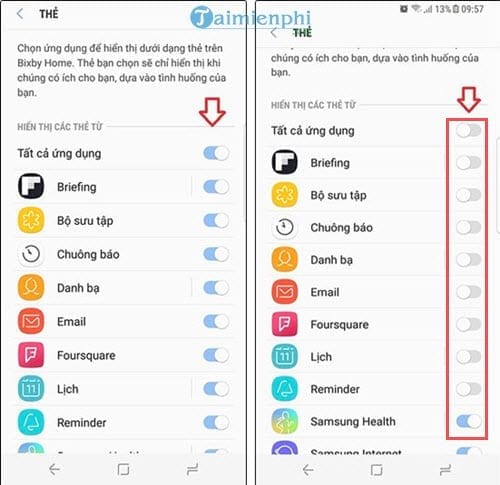 Taimienphi
THẺ
Chọn ứng dụng để hiển thị dưới dạng thẻ trên
Bixby Home. Thẻ bạn chọn sẽ chỉ hiển thị khi
chúng có ích cho bạn, dựa vào tình huống của
bạn.
HIỂN THỊ CÁC THẺ TỪ
Tất cả ứng dụng
Briefing
Bộ sưu tập
Chuông báo
Danh bạ
Email
Foursquare
Lịch
11
Reminder
13% 09:57
THẺ
chúng có ích cho bạn, dựa vào tình huống của
bạn.
HIỂN THỊ CÁC THẺ TỪ
Tất cả ứng dụng
Briefing
Bộ sưu tập
Chuông báo
Danh bạ
Email
Foursquare
Lịch
11
Reminder
Samsung Health
Samsung Internet